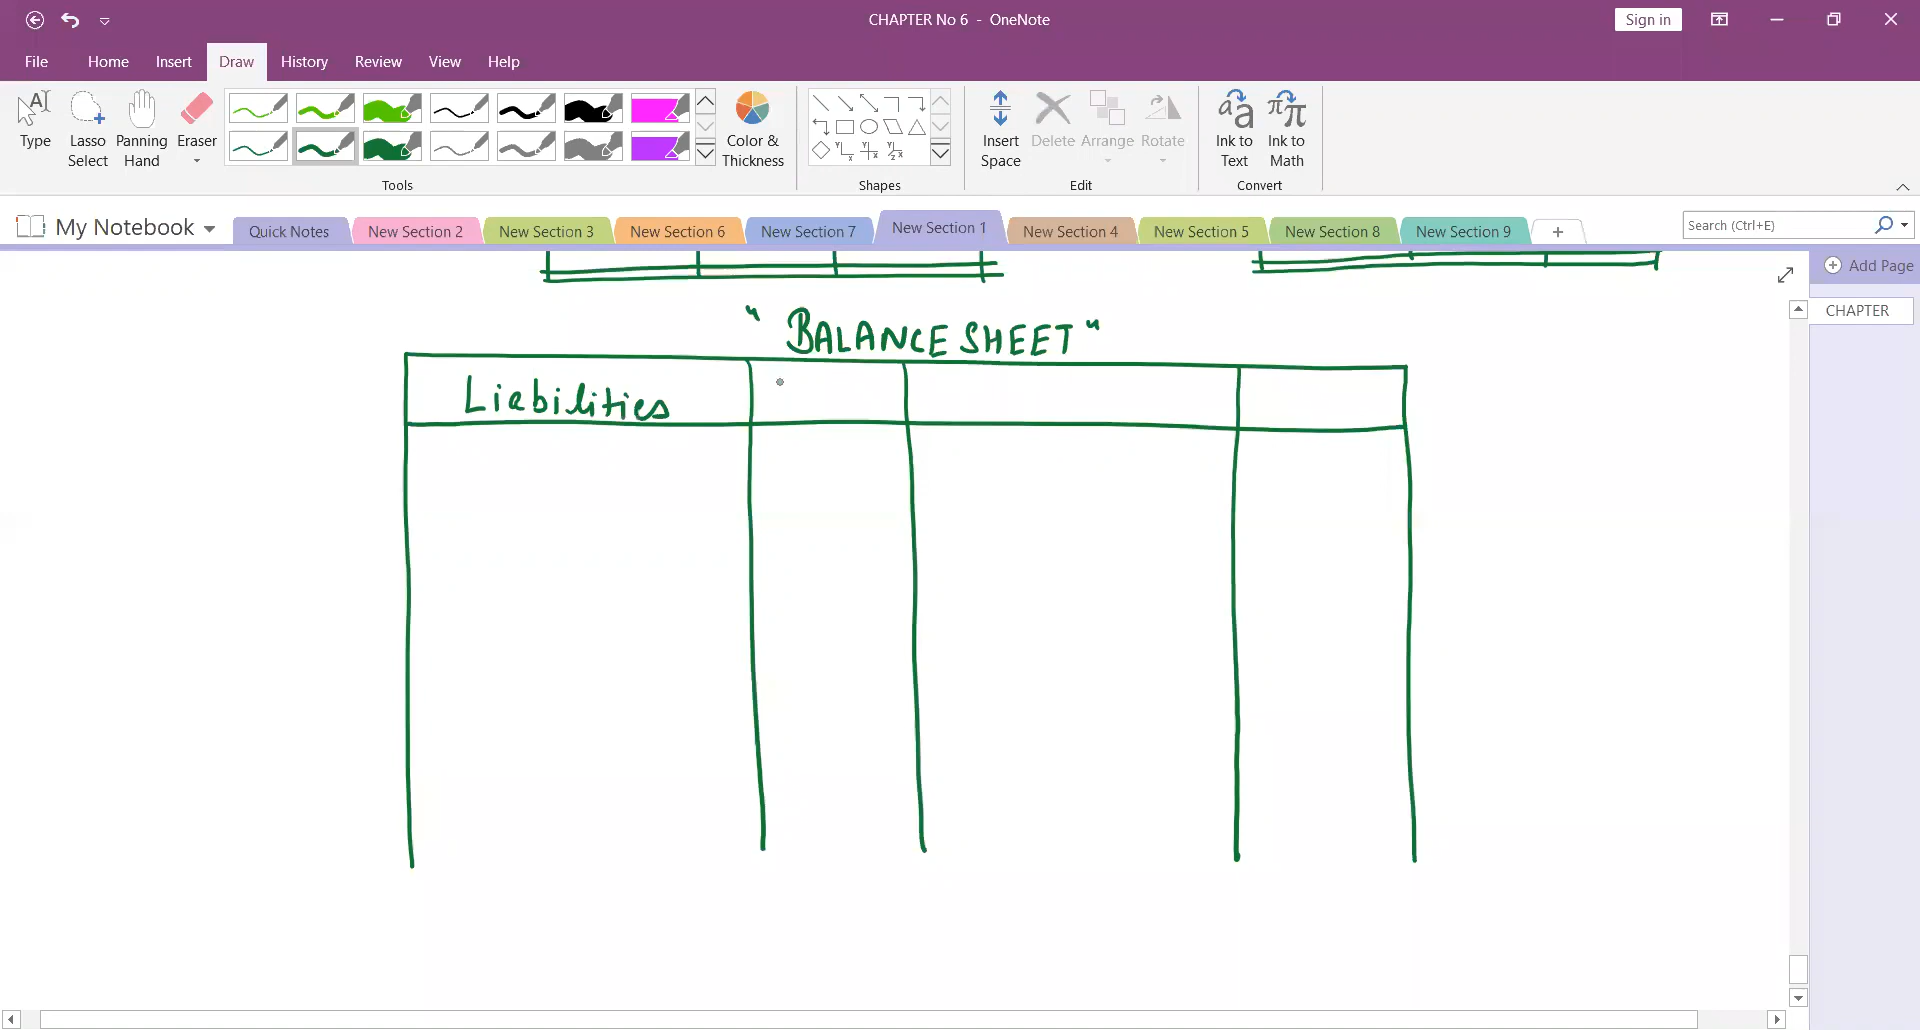 CHAPTER No 6 - OneNote
Sign in
File Home Insert Draw History Review View Help
Type
Lasso Select
Panning Hand
Eraser
Color & Thickness
Insert Space
Delete
Arrange
Rotate
Ink to Text
Ink to Math
Tools
Shapes
Edit
Convert
My Notebook
Quick Notes
New Section 2
New Section 3
New Section 6
New Section 7
New Section 1
New Section 4
New Section 5
New Section 8
New Section 9
Search (Ctrl+E)
Add Page
CHAPTER
" BALANCE SHEET "
Liabilities